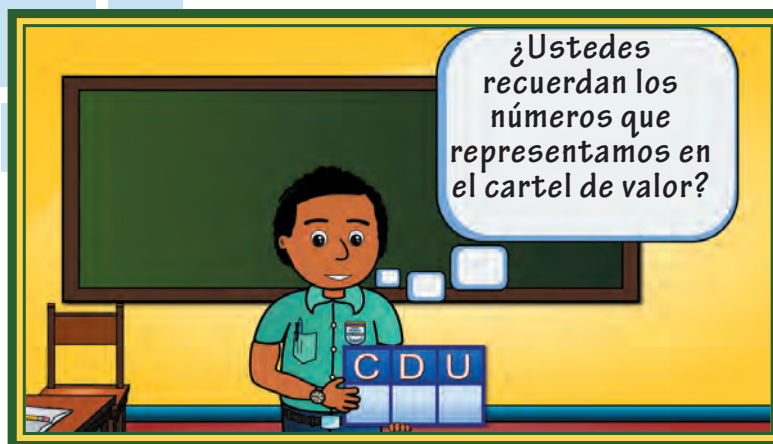 ¿Ustedes
recuerdan los
números que
representamos en
el cartel de valor?
C D U